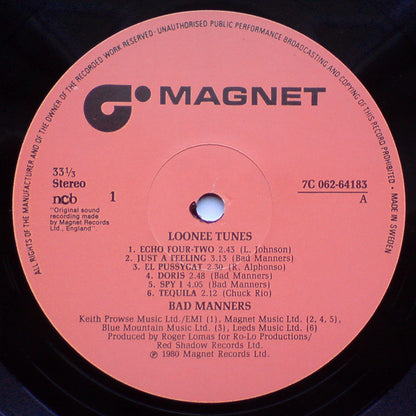 ALL RIGHTS OF THE MANUFACTURER AND OF THE OWNER OF THE RECORDED WORK RESERVED · UNAUTHORISED PUBLIC PERFORMANCE BROADCASTING AND COPYING OF THIS RECORD PROHIBITED · MADE IN SWEDEN
MAGNET
33 1/3
Stereo
ncb
1
"Original sound
recording made
by Magnet Records
Ltd., England".
7C 062-64183
A
LOONEE TUNES
1. ECHO FOUR-TWO 2.43 (L. Johnson)
2. JUST A FEELING 3.13 (Bad Manners)
3. EL PUSSYCAT 2.30 (R. Alphonso)
4. DORIS 2.48 (Bad Manners)
5. SPY I 4.05 (Bad Manners)
6. TEQUILA 2.12 (Chuck Rio)
BAD MANNERS
Keith Prowse Music Ltd./EMI (1), Magnet Music Ltd. (2, 4, 5),
Blue Mountain Music Ltd. (3), Leeds Music Ltd. (6)
Produced by Roger Lomas for Ro-Lo Productions/
Red Shadow Records Ltd.
℗ 1980 Magnet Records Ltd.